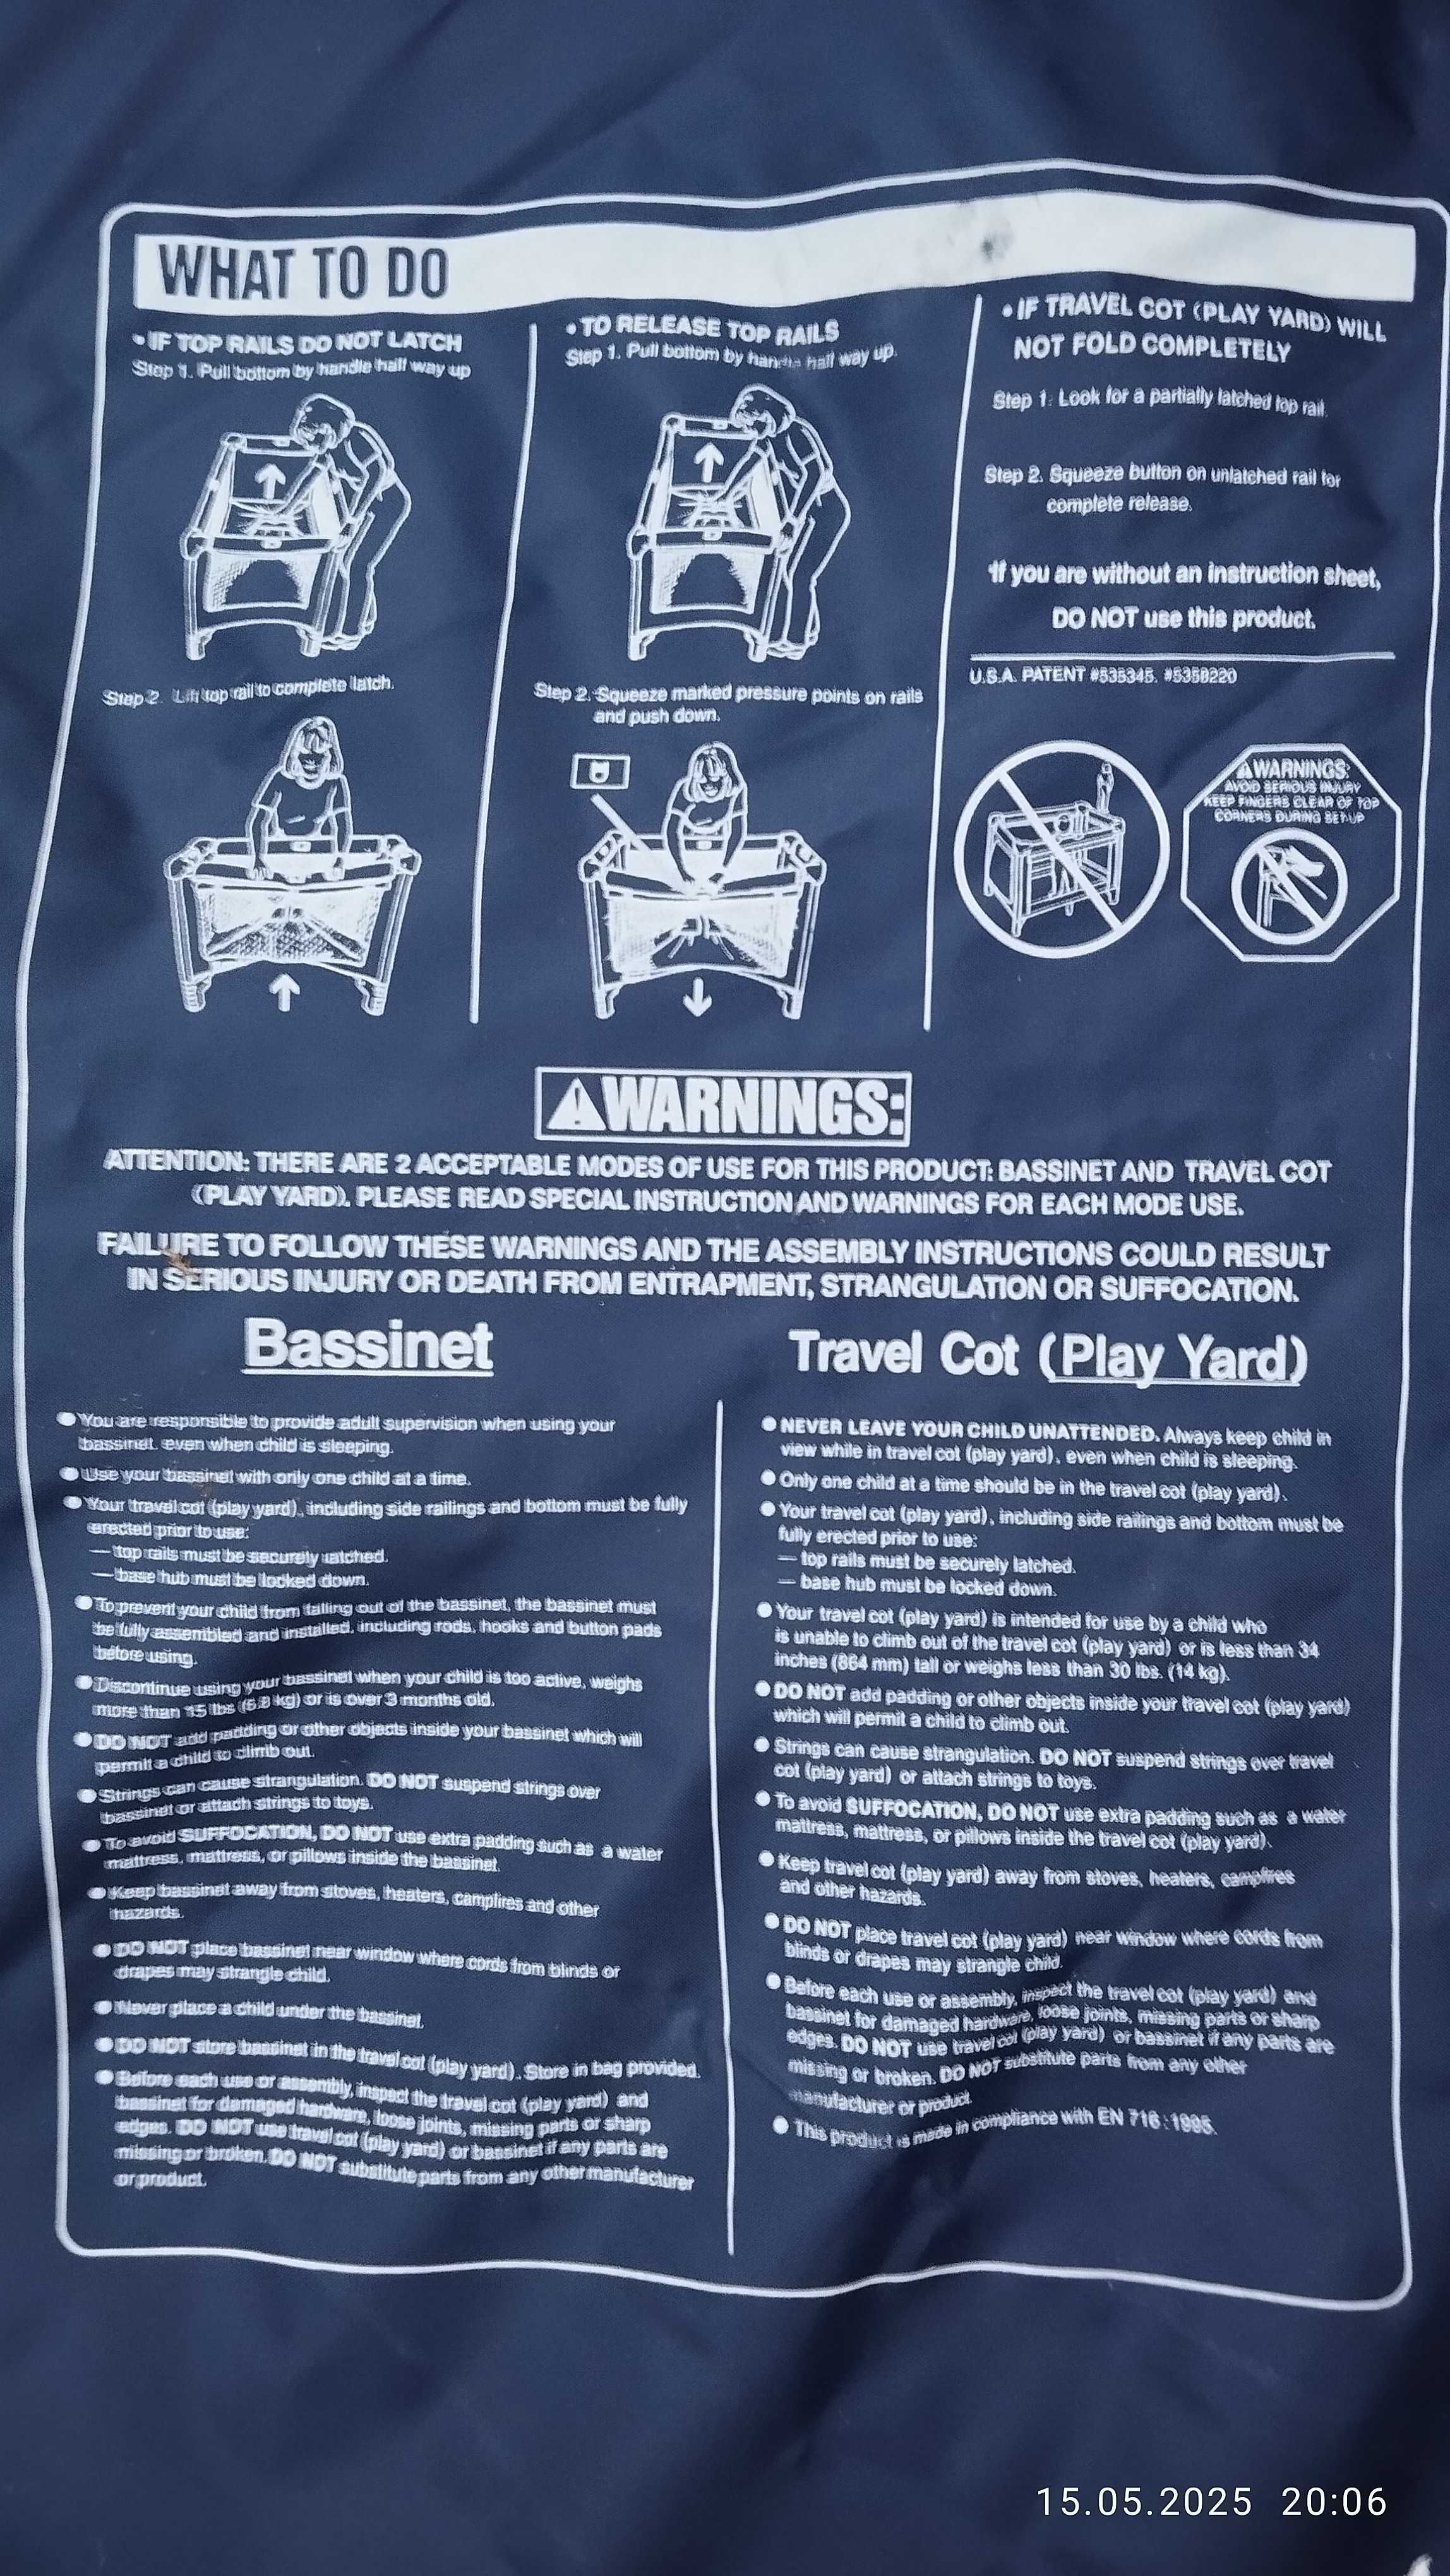 WHAT TO DO
• IF TOP RAILS DO NOT LATCH
Step 1. Pull bottom by handle half way up
Step 2. Lift top rail to complete latch.
• TO RELEASE TOP RAILS
Step 1. Pull bottom by handle half way up.
Step 2. Squeeze marked pressure points on rails
and push down.
• IF TRAVEL COT (PLAY YARD) WILL
NOT FOLD COMPLETELY
Step 1. Look for a partially latched top rail.
Step 2. Squeeze button on unlatched rail for
complete release.
*If you are without an instruction sheet,
DO NOT use this product.
U.S.A. PATENT #535345. #5358220
⚠WARNINGS:
AVOID SERIOUS INJURY
KEEP FINGERS CLEAR OF TOP
CORNERS DURING SET-UP
⚠WARNINGS:
ATTENTION: THERE ARE 2 ACCEPTABLE MODES OF USE FOR THIS PRODUCT: BASSINET AND TRAVEL COT
(PLAY YARD). PLEASE READ SPECIAL INSTRUCTION AND WARNINGS FOR EACH MODE USE.
FAILURE TO FOLLOW THESE WARNINGS AND THE ASSEMBLY INSTRUCTIONS COULD RESULT
IN SERIOUS INJURY OR DEATH FROM ENTRAPMENT, STRANGULATION OR SUFFOCATION.
Bassinet
● You are responsible to provide adult supervision when using your
bassinet. even when child is sleeping.
● Use your bassinet with only one child at a time.
● Your travel cot (play yard), including side railings and bottom must be fully
erected prior to use:
— top rails must be securely latched.
— base hub must be locked down.
● To prevent your child from falling out of the bassinet, the bassinet must
be fully assembled and installed, including rods, hooks and button pads
before using.
● Discontinue using your bassinet when your child is too active, weighs
more than 15 lbs (6.8 kg) or is over 3 months old.
● DO NOT add padding or other objects inside your bassinet which will
permit a child to climb out.
● Strings can cause strangulation. DO NOT suspend strings over
bassinet or attach strings to toys.
● To avoid SUFFOCATION, DO NOT use extra padding such as a water
mattress, mattress, or pillows inside the bassinet.
● Keep bassinet away from stoves, heaters, campfires and other
hazards.
● DO NOT place bassinet near window where cords from blinds or
drapes may strangle child.
● Never place a child under the bassinet.
● DO NOT store bassinet in the travel cot (play yard). Store in bag provided.
● Before each use or assembly, inspect the travel cot (play yard) and
bassinet for damaged hardware, loose joints, missing parts or sharp
edges. DO NOT use travel cot (play yard) or bassinet if any parts are
missing or broken. DO NOT substitute parts from any other manufacturer
or product.
Travel Cot (Play Yard)
● NEVER LEAVE YOUR CHILD UNATTENDED. Always keep child in
view while in travel cot (play yard), even when child is sleeping.
● Only one child at a time should be in the travel cot (play yard).
● Your travel cot (play yard), including side railings and bottom must be
fully erected prior to use:
— top rails must be securely latched.
— base hub must be locked down.
● Your travel cot (play yard) is intended for use by a child who
is unable to climb out of the travel cot (play yard) or is less than 34
inches (864 mm) tall or weighs less than 30 lbs. (14 kg).
● DO NOT add padding or other objects inside your travel cot (play yard)
which will permit a child to climb out.
● Strings can cause strangulation. DO NOT suspend strings over travel
cot (play yard) or attach strings to toys.
● To avoid SUFFOCATION, DO NOT use extra padding such as a water
mattress, mattress, or pillows inside the travel cot (play yard).
● Keep travel cot (play yard) away from stoves, heaters, campfires
and other hazards.
● DO NOT place travel cot (play yard) near window where cords from
blinds or drapes may strangle child.
● Before each use or assembly, inspect the travel cot (play yard) and
bassinet for damaged hardware, loose joints, missing parts or sharp
edges. DO NOT use travel cot (play yard) or bassinet if any parts are
missing or broken. DO NOT substitute parts from any other
manufacturer or product.
● This product is made in compliance with EN 716 : 1995.
15.05.2025 20:06